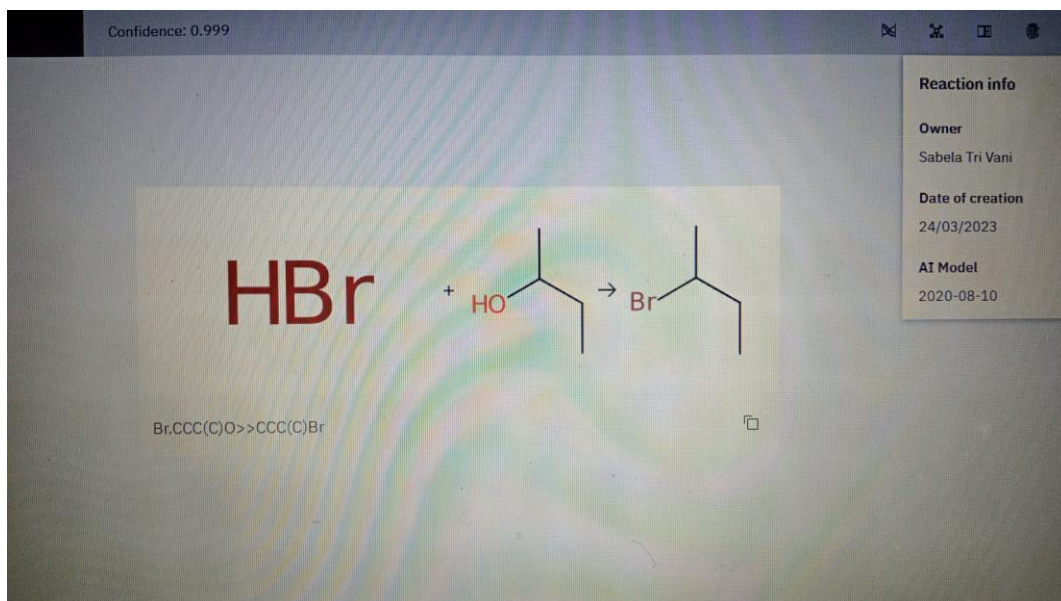 Confidence: 0.999
Reaction info
Owner
Sabela Tri Vani
Date of creation
24/03/2023
AI Model
2020-08-10
HBr
+
HO
→
Br
Br.CCC(C)O>>CCC(C)Br